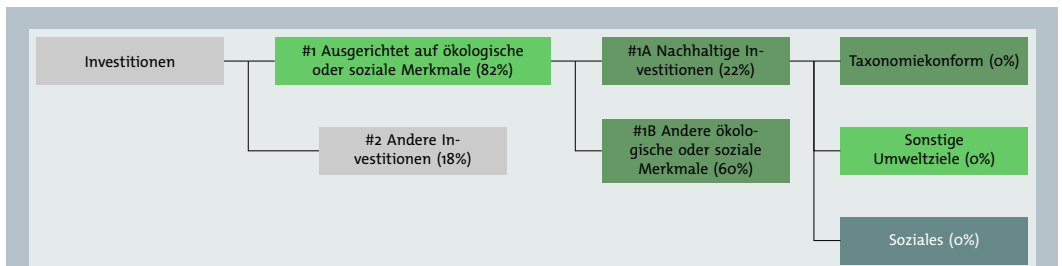 Investitionen
#1 Ausgerichtet auf ökologische
oder soziale Merkmale (82%)
#2 Andere In-
vestitionen (18%)
#1A Nachhaltige In-
vestitionen (22%)
#1B Andere ökolo-
gische oder soziale
Merkmale (60%)
Taxonomiekonform (0%)
Sonstige
Umweltziele (0%)
Soziales (0%)